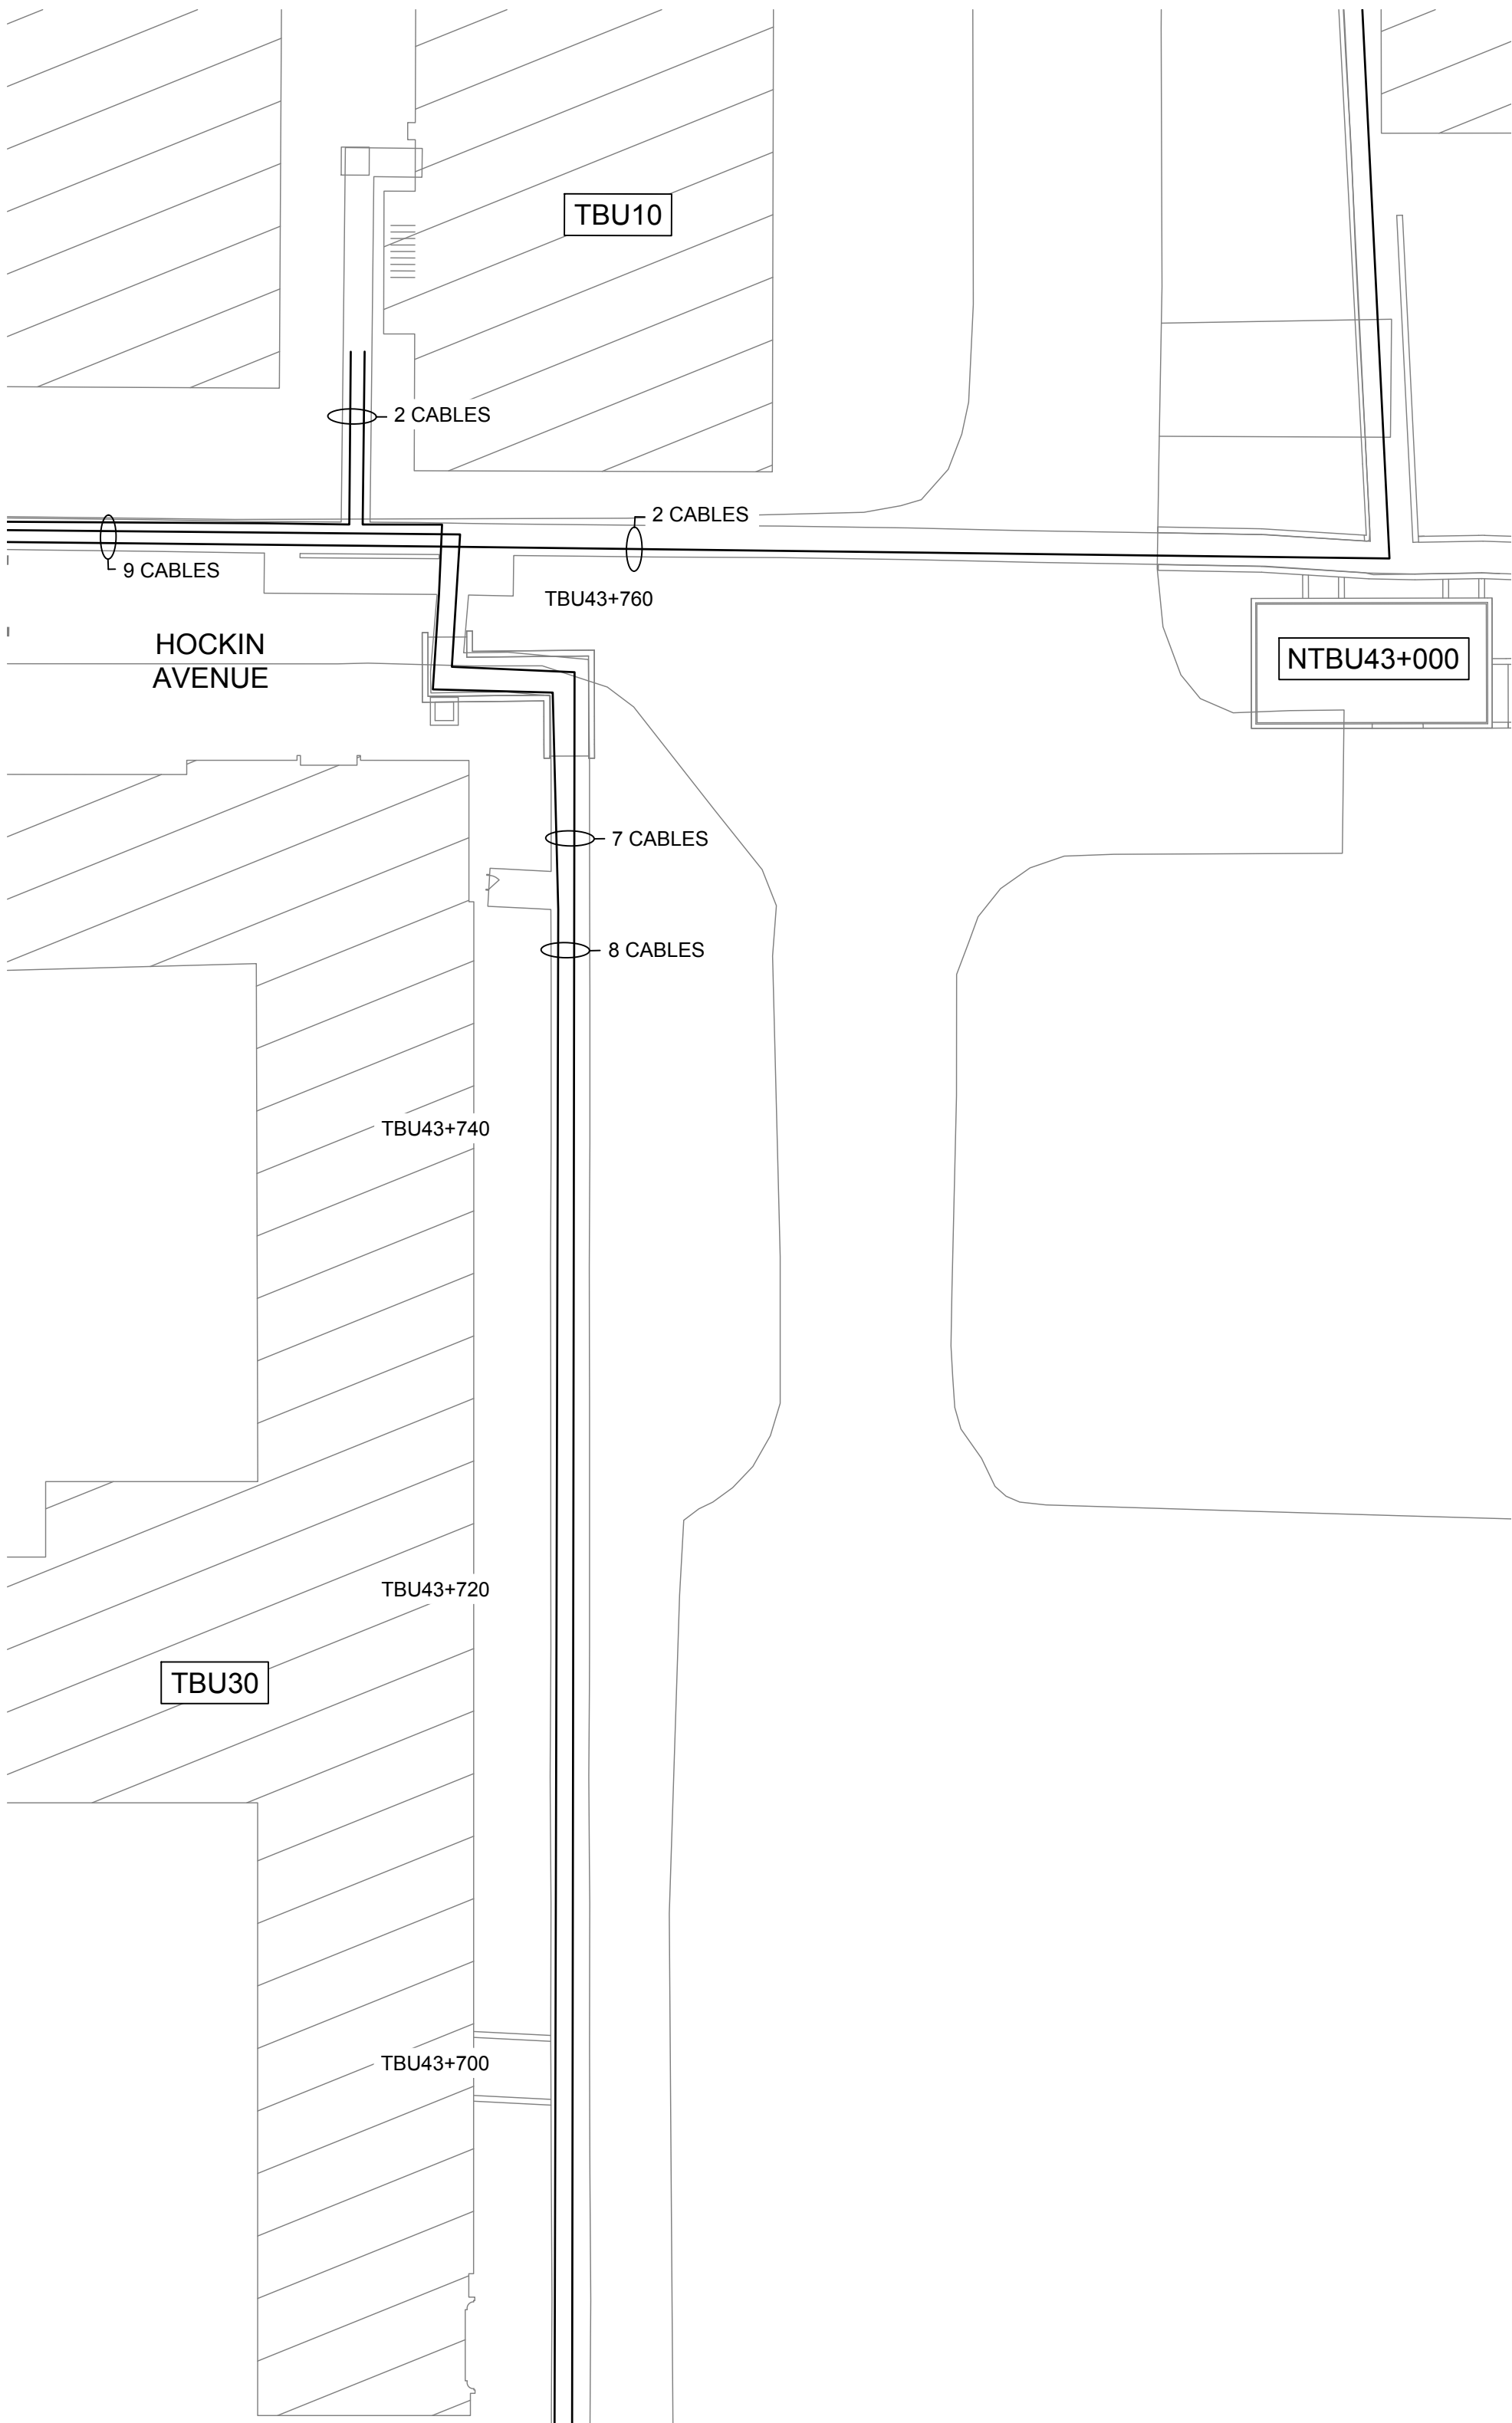 TBU10
2 CABLES
2 CABLES
9 CABLES
TBU43+760
HOCKIN
AVENUE
NTBU43+000
7 CABLES
8 CABLES
TBU43+740
TBU43+720
TBU30
TBU43+700